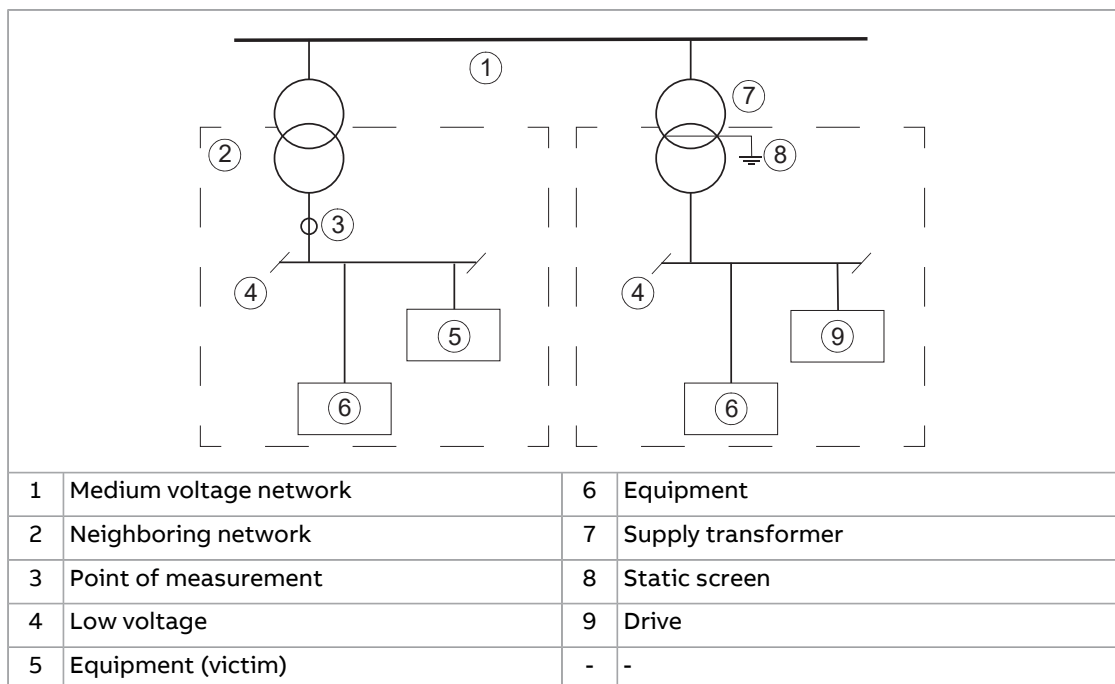 1
7
2
8
3
4
4
5
9
6
6
1 Medium voltage network 6 Equipment
2 Neighboring network 7 Supply transformer
3 Point of measurement 8 Static screen
4 Low voltage 9 Drive
5 Equipment (victim) - -